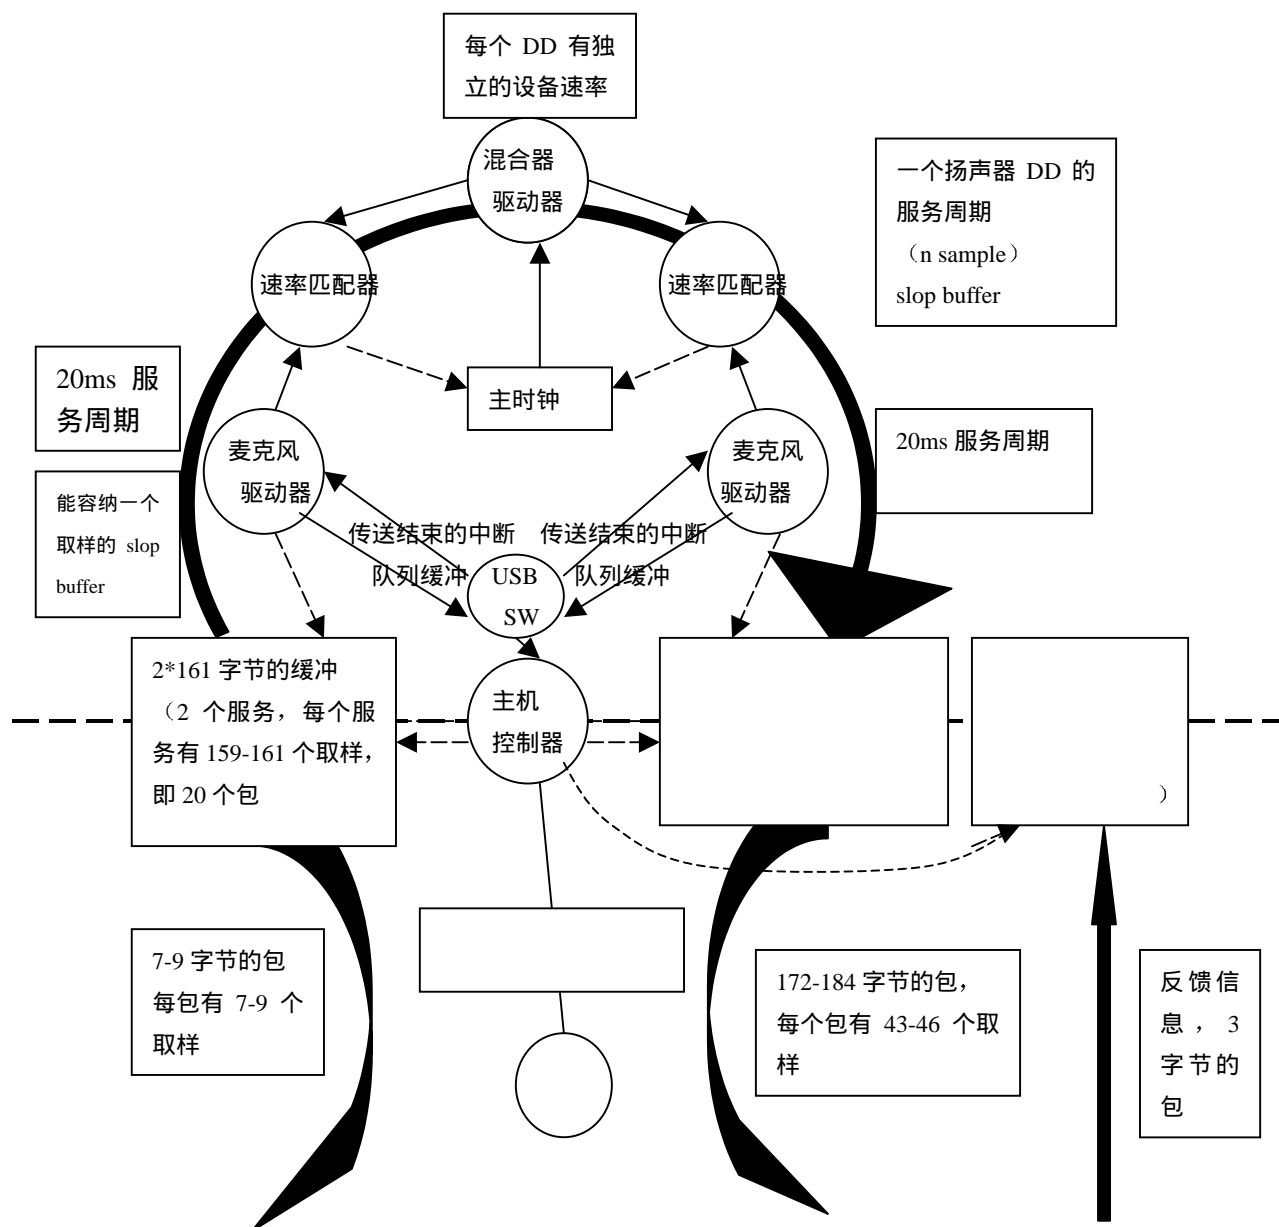 每个 DD 有独
立的设备速率
混合器
驱动器
一个扬声器 DD 的
服务周期
（n sample）
slop buffer
速率匹配器
速率匹配器
20ms 服
务周期
主时钟
麦克风
驱动器
麦克风
驱动器
20ms 服务周期
能容纳一个
取样的 slop
buffer
传送结束的中断
传送结束的中断
队列缓冲
队列缓冲
USB
SW
2*161 字节的缓冲
（2 个服务，每个服
务有 159-161 个取样，
即 20 个包
主机
控制器
）
7-9 字节的包
每包有 7-9 个
取样
172-184 字节的包，
每个包有 43-46 个取
样
反馈信
息，3
字节的
包